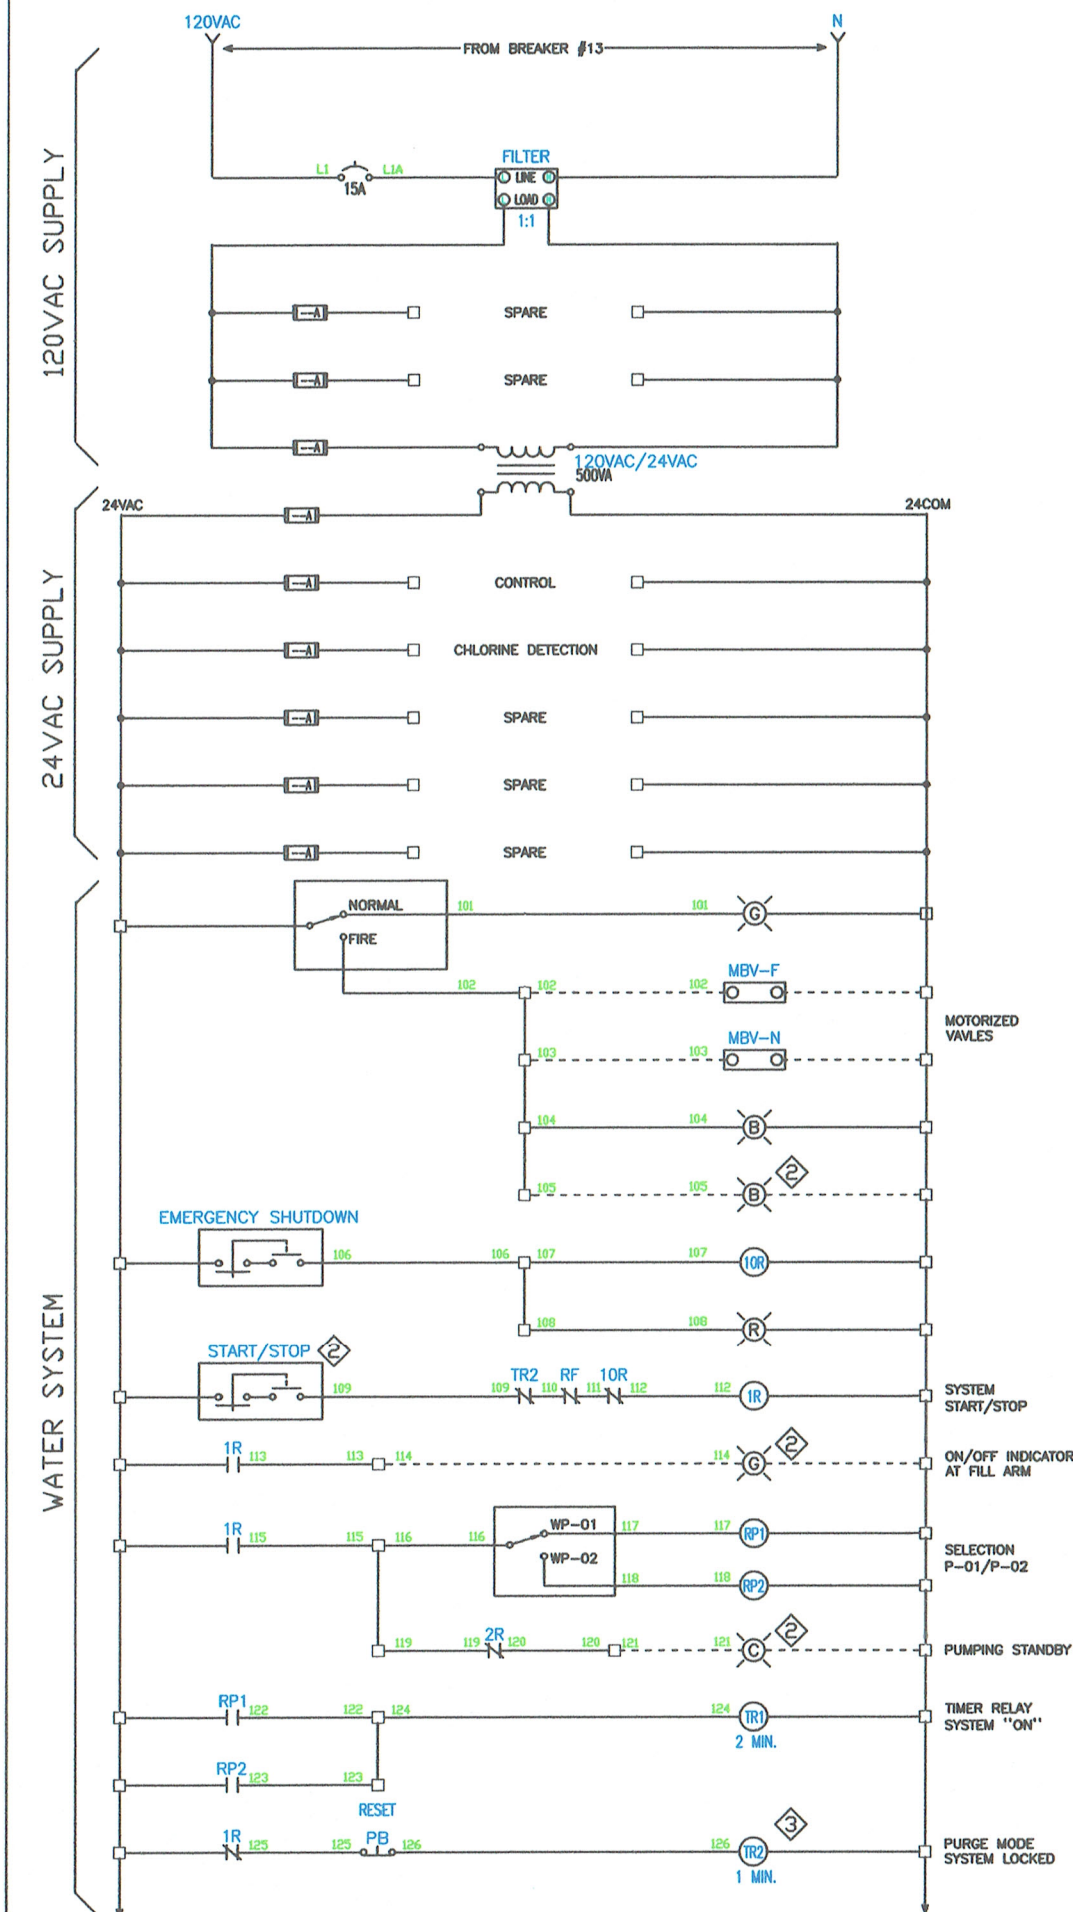 120VAC N
FROM BREAKER #13
120VAC SUPPLY
FILTER
L1 L1A L LINE N
15A L LOAD N
1:1
--A SPARE
--A SPARE
--A
120VAC/24VAC
500VA
24VAC 24COM
24VAC SUPPLY
--A
--A CONTROL
--A CHLORINE DETECTION
--A SPARE
--A SPARE
--A SPARE
WATER SYSTEM
NORMAL 101 101 G
FIRE
MBV-F
102 102 102
MOTORIZED
VAVLES
MBV-N
103 103
104 104 B
2
105 105 B
EMERGENCY SHUTDOWN
106 106 107 107 10R
108 108 R
START/STOP 2
TR2 RF 10R
109 109 110 111 112 112 1R
SYSTEM
START/STOP
1R 2
113 113 114 114 G
ON/OFF INDICATOR
AT FILL ARM
1R WP-01 117 117 RP1
115 115 116 116
SELECTION
P-01/P-02
WP-02
118 118 RP2
2R 2
119 119 120 120 121 121 C PUMPING STANDBY
RP1
122 122 124 124 TR1
TIMER RELAY
SYSTEM "ON"
2 MIN.
RP2
123 123
RESET
1R PB 3
125 125 126 126 TR2
PURGE MODE
SYSTEM LOCKED
1 MIN.